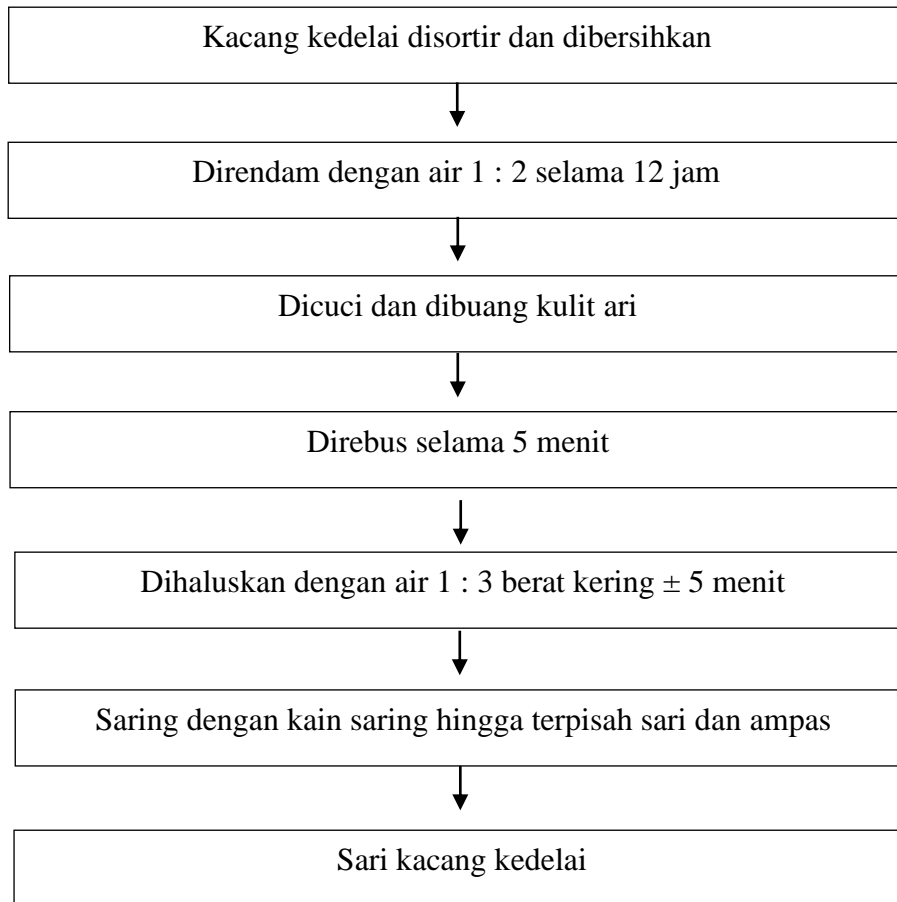 Kacang kedelai disortir dan dibersihkan
Direndam dengan air 1 : 2 selama 12 jam
Dicuci dan dibuang kulit ari
Direbus selama 5 menit
Dihaluskan dengan air 1 : 3 berat kering ± 5 menit
Saring dengan kain saring hingga terpisah sari dan ampas
Sari kacang kedelai